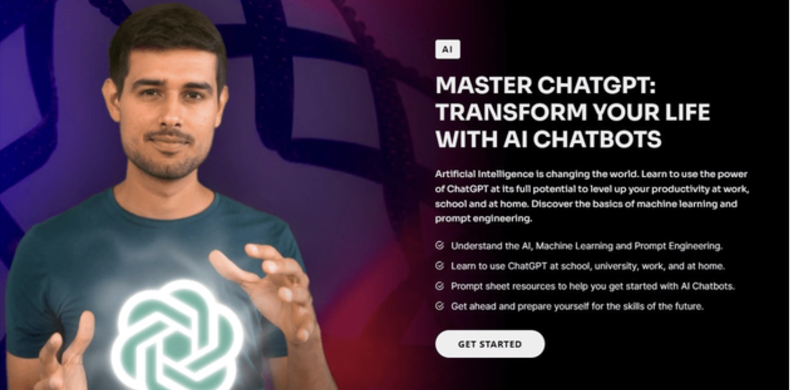 AI
MASTER CHATGPT:
TRANSFORM YOUR LIFE
WITH AI CHATBOTS
Artificial Intelligence is changing the world. Learn to use the power
of ChatGPT at its full potential to level up your productivity at work,
school and at home. Discover the basics of machine learning and
prompt engineering.
Understand the AI, Machine Learning and Prompt Engineering.
Learn to use ChatGPT at school, university, work, and at home.
Prompt sheet resources to help you get started with AI Chatbots.
Get ahead and prepare yourself for the skills of the future.
GET STARTED